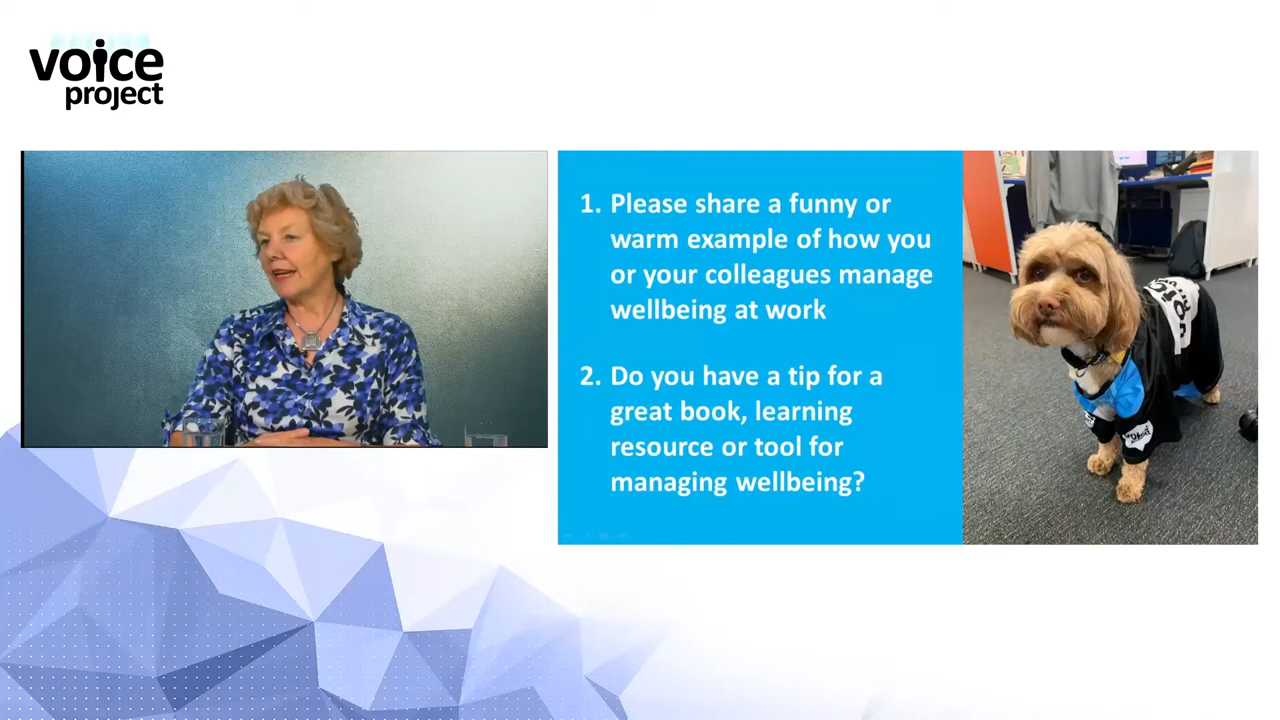 voice
project
1. Please share a funny or
warm example of how you
or your colleagues manage
wellbeing at work
2. Do you have a tip for a
great book, learning
resource or tool for
managing wellbeing?